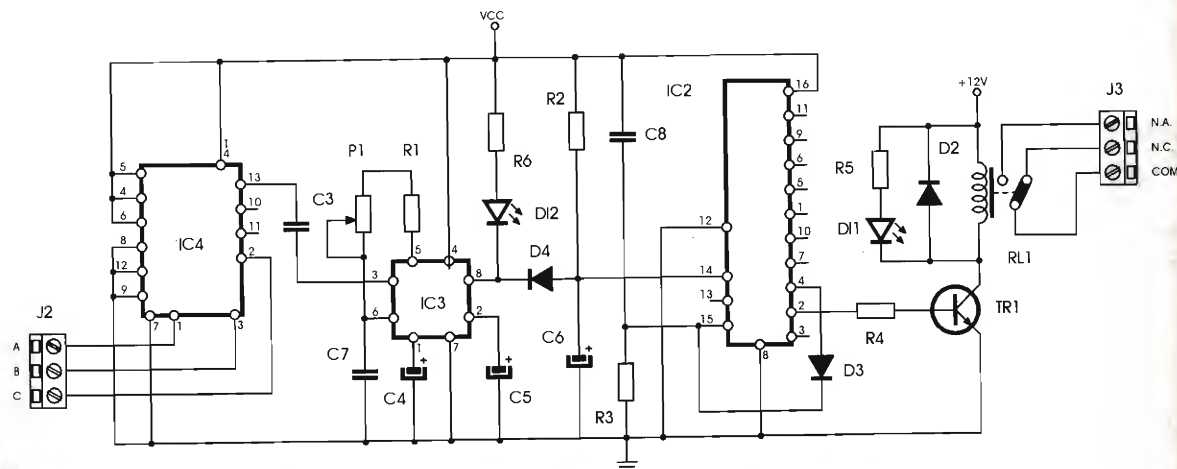 VCC
+12V
J3
N.A.
N.C.
COM
IC2
16
11
9
6
5
1
10
7
4
2
3
12
14
13
15
8
R2
C8
R6
DI2
D4
C6
R3
R5
D2
DI1
RL1
TR1
R4
D3
P1
R1
C3
5
4
3
6
8
2
1
7
IC3
C7
C4
+
C5
+
+
1
4
5
4
6
8
12
9
13
10
11
2
7
1
3
IC4
J2
A
B
C